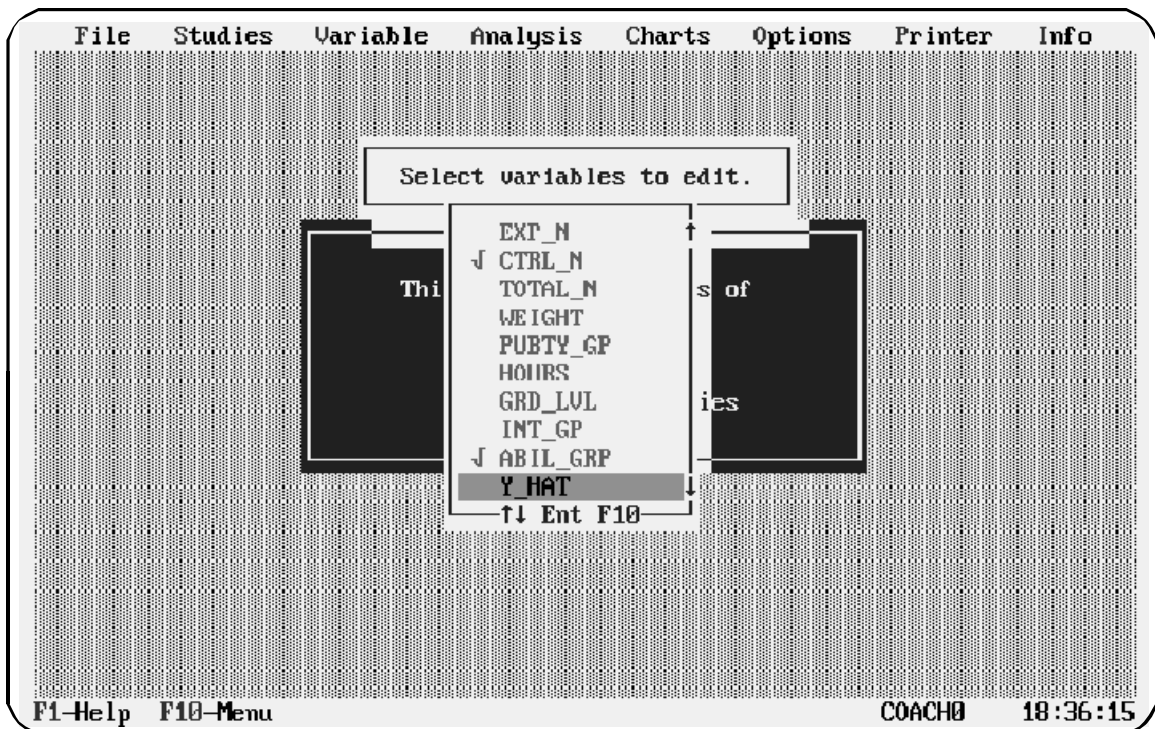 File Studies Variable Analysis Charts Options Printer Info
Select variables to edit.
EXP_N ↑
√ CTRL_N
Thi TOTAL_N s of
WEIGHT
PUBTY_GP
HOURS
GRD_LVL ies
INT_GP
√ ABIL_GRP
Y_HAT ↓
↑↓ Ent F10
F1-Help F10-Menu COACH0 18:36:15